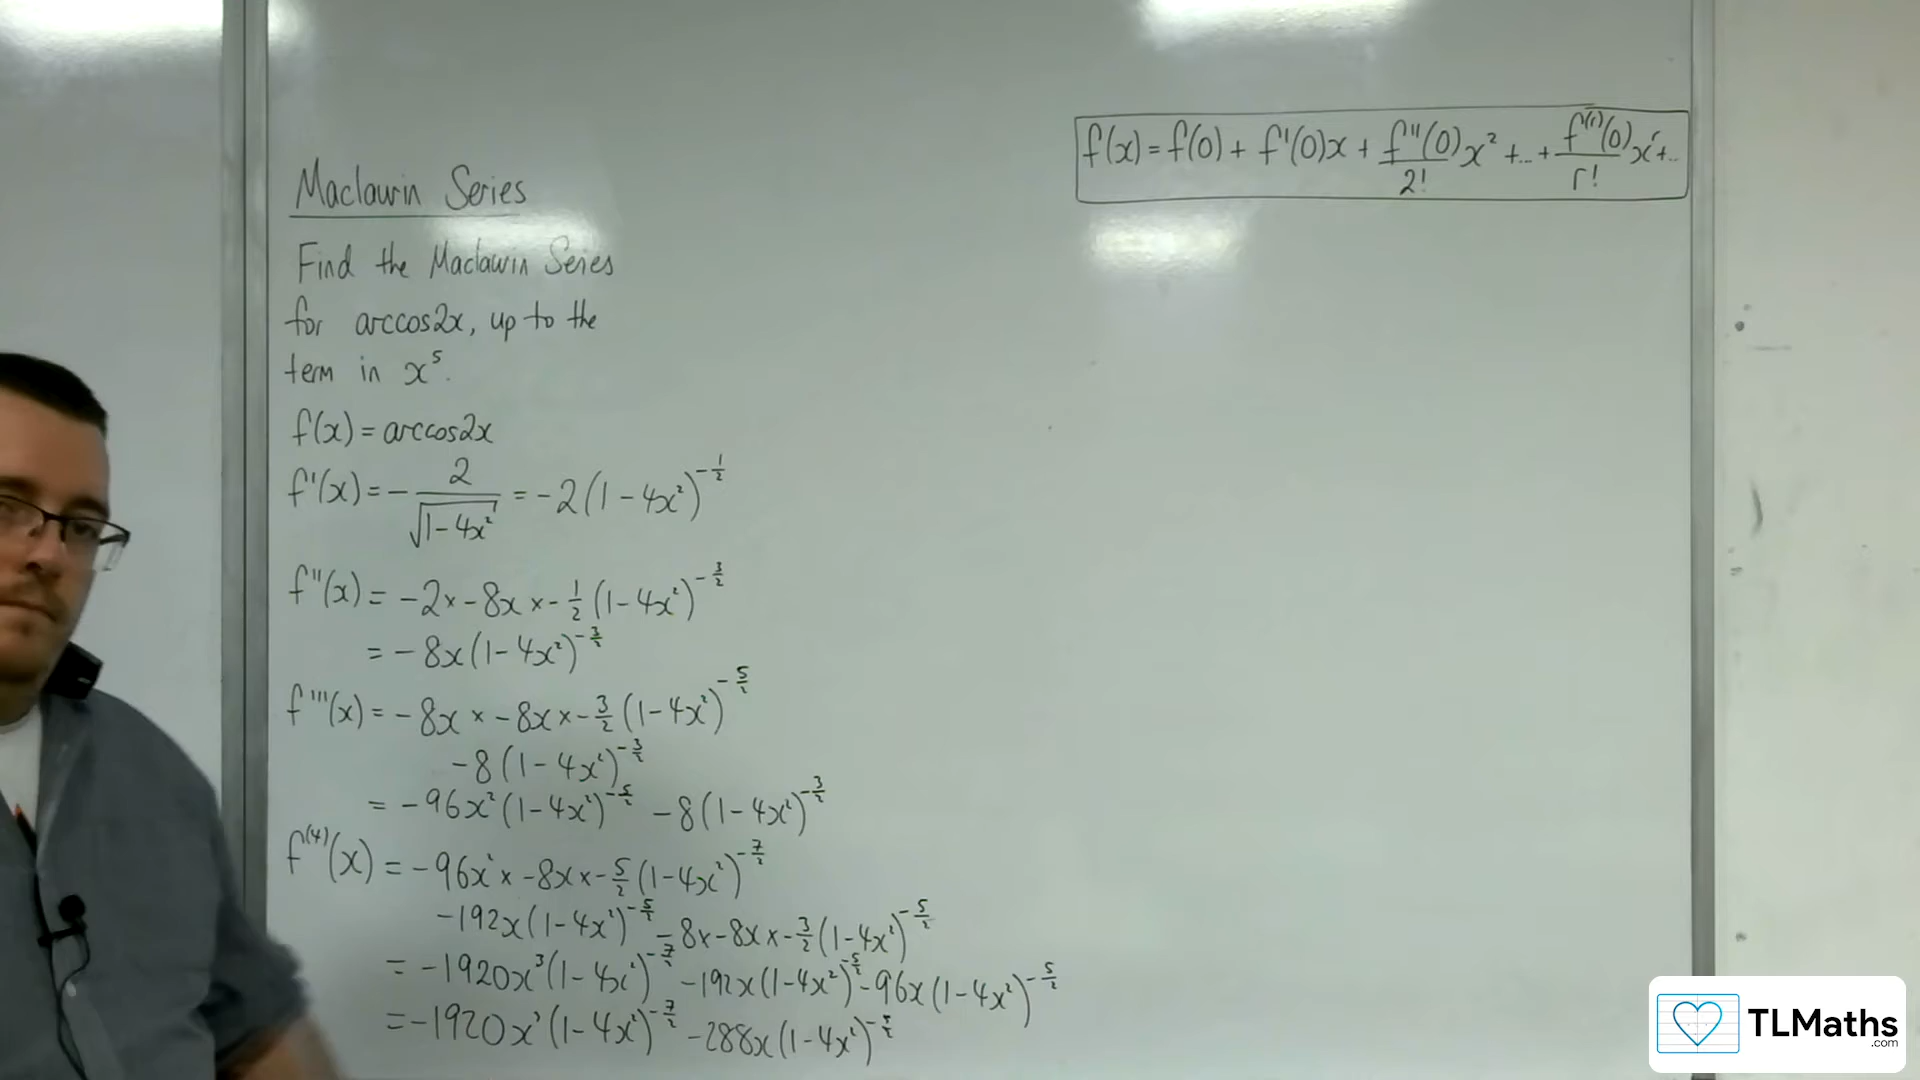 Maclaurin Series
f(x) = f(0) + f'(0)x + f''(0)/2! x² + ... + f⁽ʳ⁾(0)/r! xʳ + ...
Find the Maclaurin Series
for arccos2x, up to the
term in x⁵.
f(x) = arccos2x
f'(x) = - 2/√(1-4x²) = -2(1-4x²)^(-1/2)
f''(x) = -2 × -8x × -1/2 (1-4x²)^(-3/2)
= -8x(1-4x²)^(-3/2)
f'''(x) = -8x × -8x × -3/2 (1-4x²)^(-5/2)
-8(1-4x²)^(-3/2)
= -96x²(1-4x²)^(-5/2) -8(1-4x²)^(-3/2)
f⁽⁴⁾(x) = -96x² × -8x × -5/2 (1-4x²)^(-7/2)
-192x(1-4x²)^(-5/2) -8 × -8x × -3/2 (1-4x²)^(-5/2)
= -1920x³(1-4x²)^(-7/2) -192x(1-4x²)^(-5/2) -96x(1-4x²)^(-5/2)
= -1920x³(1-4x²)^(-7/2) -288x(1-4x²)^(-5/2)
TLMaths
.com